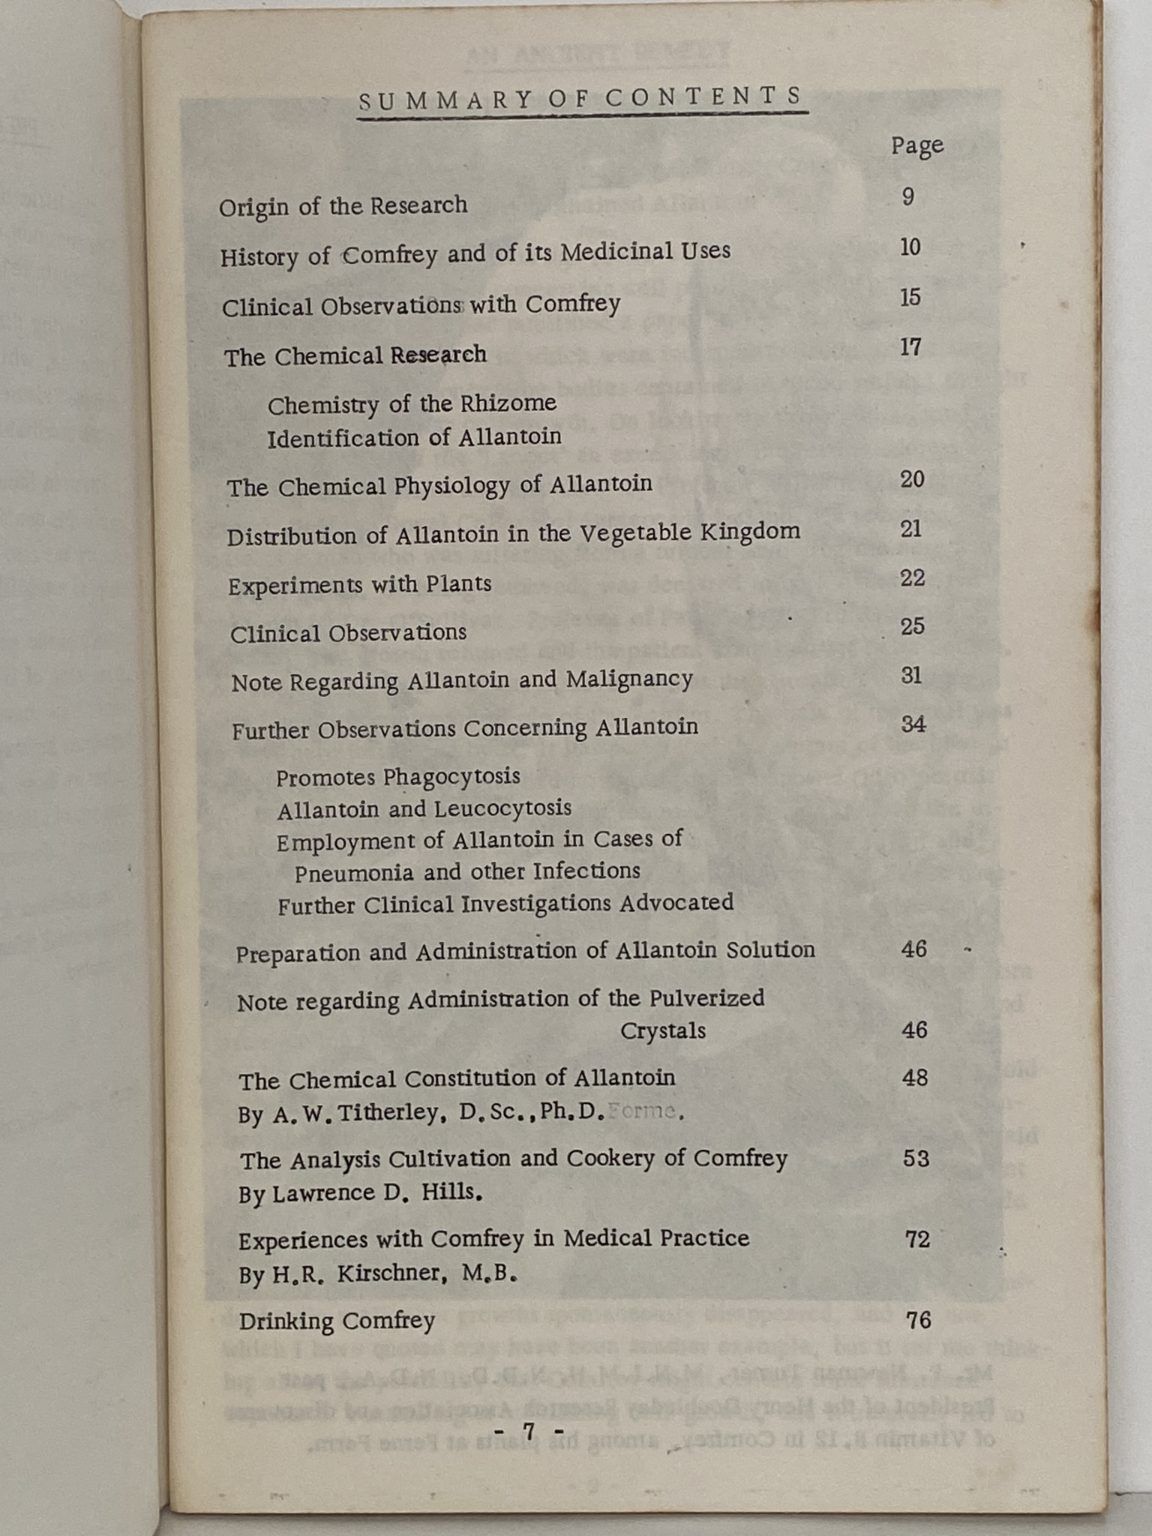 SUMMARY OF CONTENTS
Page
Origin of the Research 9
History of Comfrey and of its Medicinal Uses 10
Clinical Observations with Comfrey 15
The Chemical Research 17
Chemistry of the Rhizome
Identification of Allantoin
The Chemical Physiology of Allantoin 20
Distribution of Allantoin in the Vegetable Kingdom 21
Experiments with Plants 22
Clinical Observations 25
Note Regarding Allantoin and Malignancy 31
Further Observations Concerning Allantoin 34
Promotes Phagocytosis
Allantoin and Leucocytosis
Employment of Allantoin in Cases of
Pneumonia and other Infections
Further Clinical Investigations Advocated
Preparation and Administration of Allantoin Solution 46
Note regarding Administration of the Pulverized
Crystals 46
The Chemical Constitution of Allantoin 48
By A. W. Titherley, D. Sc., Ph. D.
The Analysis Cultivation and Cookery of Comfrey 53
By Lawrence D. Hills.
Experiences with Comfrey in Medical Practice 72
By H.R. Kirschner, M.B.
Drinking Comfrey 76
- 7 -